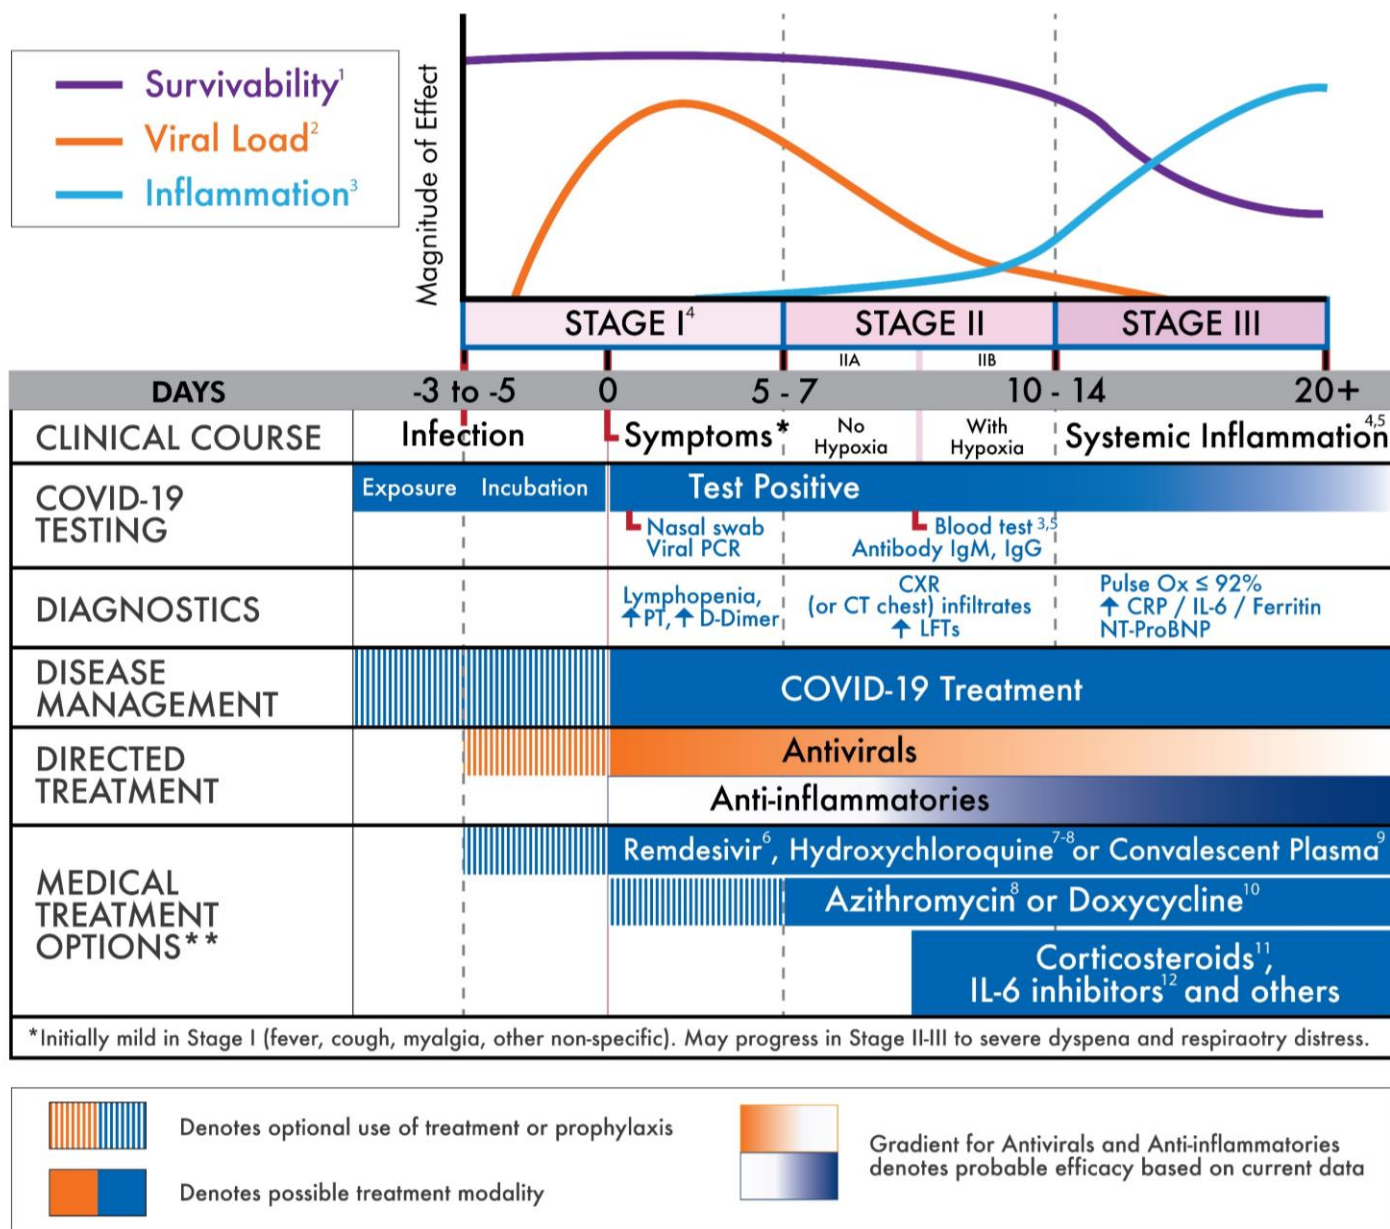 Survivability1
Viral Load2
Inflammation3
Magnitude of Effect
STAGE I4 STAGE II STAGE III
IIA IIB
DAYS -3 to -5 0 5 - 7 10 - 14 20+
CLINICAL COURSE Infection Symptoms* No Hypoxia With Hypoxia Systemic Inflammation4,5
COVID-19 TESTING
Exposure Incubation Test Positive
Nasal swab
Viral PCR
Blood test 3,5
Antibody IgM, IgG
DIAGNOSTICS
Lymphopenia,
↑PT, ↑ D-Dimer
CXR
(or CT chest) infiltrates
↑ LFTs
Pulse Ox ≤ 92%
↑ CRP / IL-6 / Ferritin
NT-ProBNP
DISEASE
MANAGEMENT
COVID-19 Treatment
DIRECTED
TREATMENT
Antivirals
Anti-inflammatories
MEDICAL
TREATMENT
OPTIONS**
Remdesivir6, Hydroxychloroquine7-8 or Convalescent Plasma9
Azithromycin8 or Doxycycline10
Corticosteroids11,
IL-6 inhibitors12 and others
*Initially mild in Stage I (fever, cough, myalgia, other non-specific). May progress in Stage II-III to severe dyspena and respiraotry distress.
Denotes optional use of treatment or prophylaxis
Denotes possible treatment modality
Gradient for Antivirals and Anti-inflammatories
denotes probable efficacy based on current data